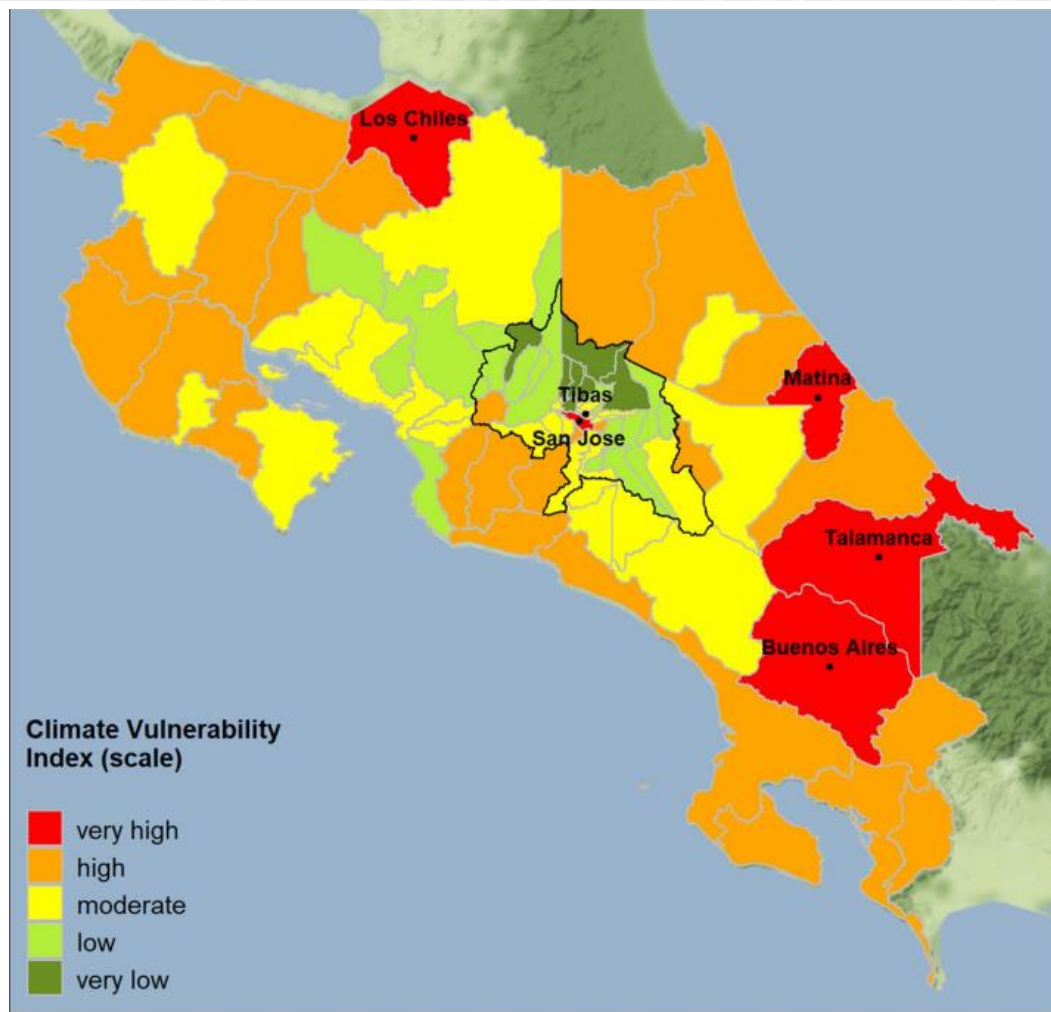 Los Chiles
Matina
Tibas
San Jose
Talamanca
Buenos Aires
Climate Vulnerability
Index (scale)
very high
high
moderate
low
very low